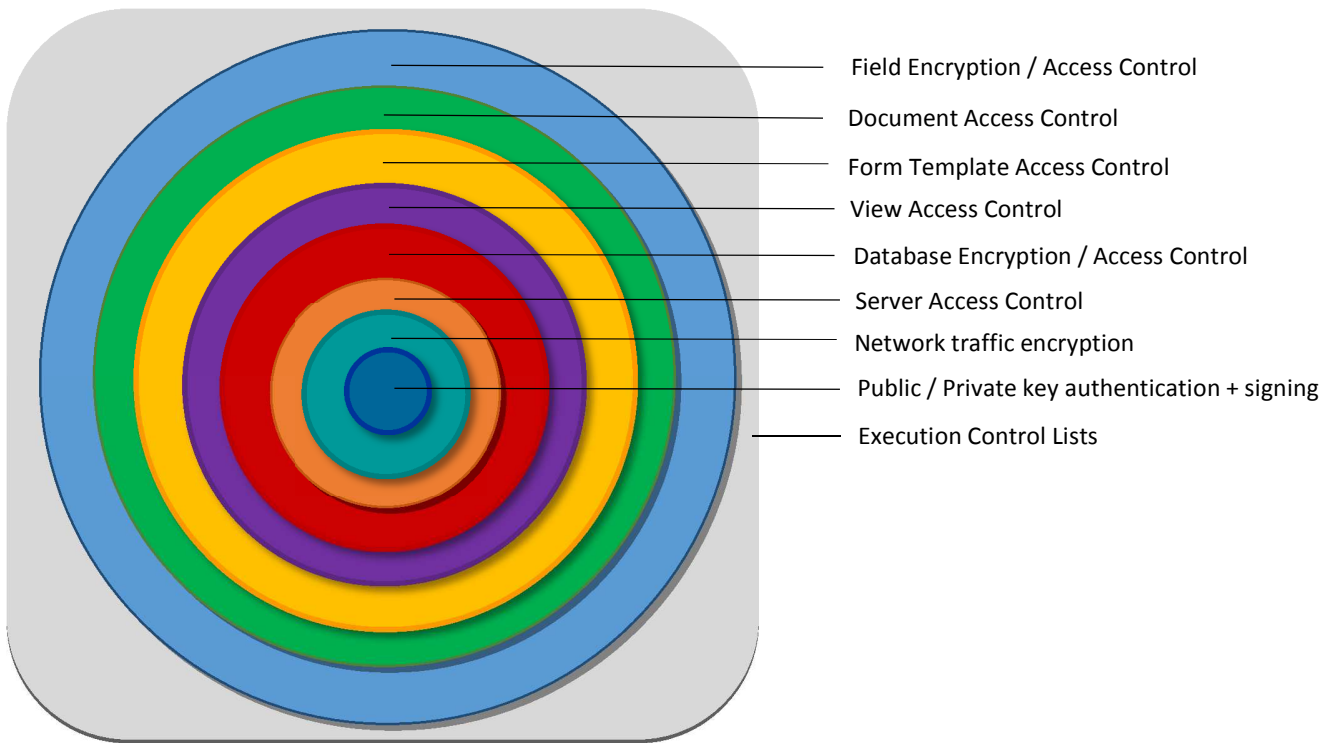 Field Encryption / Access Control
Document Access Control
Form Template Access Control
View Access Control
Database Encryption / Access Control
Server Access Control
Network traffic encryption
Public / Private key authentication + signing
Execution Control Lists